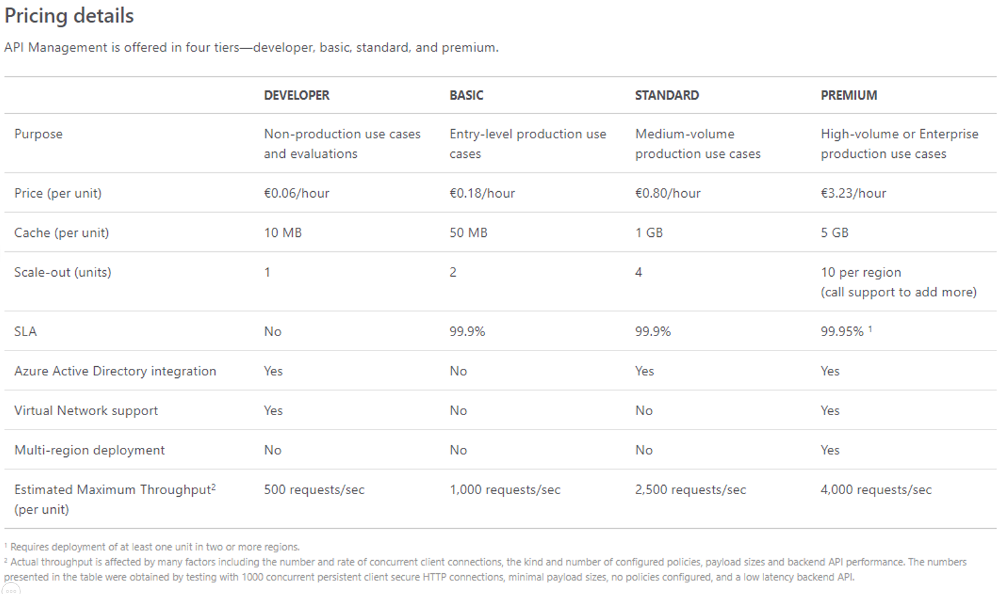 Pricing details
API Management is offered in four tiers—developer, basic, standard, and premium.
DEVELOPER BASIC STANDARD PREMIUM
Purpose Non-production use cases Entry-level production use Medium-volume High-volume or Enterprise
and evaluations cases production use cases production use cases
Price (per unit) €0.06/hour €0.18/hour €0.80/hour €3.23/hour
Cache (per unit) 10 MB 50 MB 1 GB 5 GB
Scale-out (units) 1 2 4 10 per region
(call support to add more)
SLA No 99.9% 99.9% 99.95% ¹
Azure Active Directory integration Yes No Yes Yes
Virtual Network support Yes No No Yes
Multi-region deployment No No No Yes
Estimated Maximum Throughput² 500 requests/sec 1,000 requests/sec 2,500 requests/sec 4,000 requests/sec
(per unit)
¹ Requires deployment of at least one unit in two or more regions.
² Actual throughput is affected by many factors including the number and rate of concurrent client connections, the kind and number of configured policies, payload sizes and backend API performance. The numbers
presented in the table were obtained by testing with 1000 concurrent persistent client secure HTTP connections, minimal payload sizes, no policies configured, and a low latency backend API.